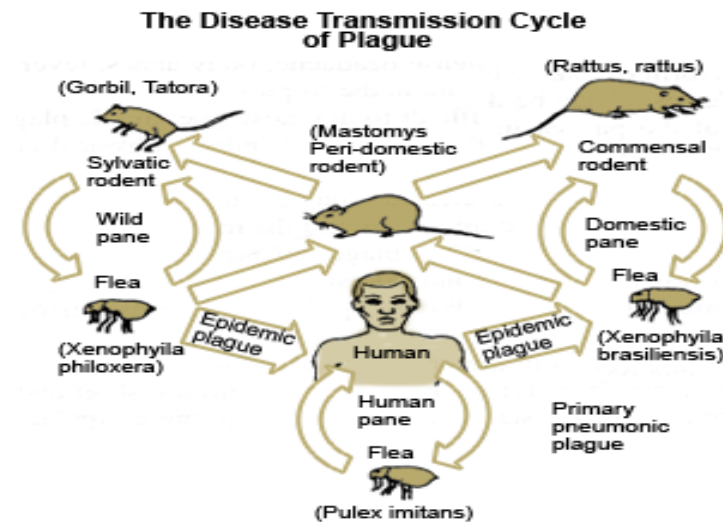 The Disease Transmission Cycle
of Plague
(Gorbil, Tatora)
(Rattus, rattus)
(Mastomys
Peri-domestic
rodent)
Sylvatic
rodent
Commensal
rodent
Wild
pane
Domestic
pane
Flea
Flea
(Xenophyila
philoxera)
Epidemic
plague
Human
Epidemic
plague
(Xenophyila
brasiliensis)
Human
pane
Primary
pneumonic
plague
Flea
(Pulex imitans)